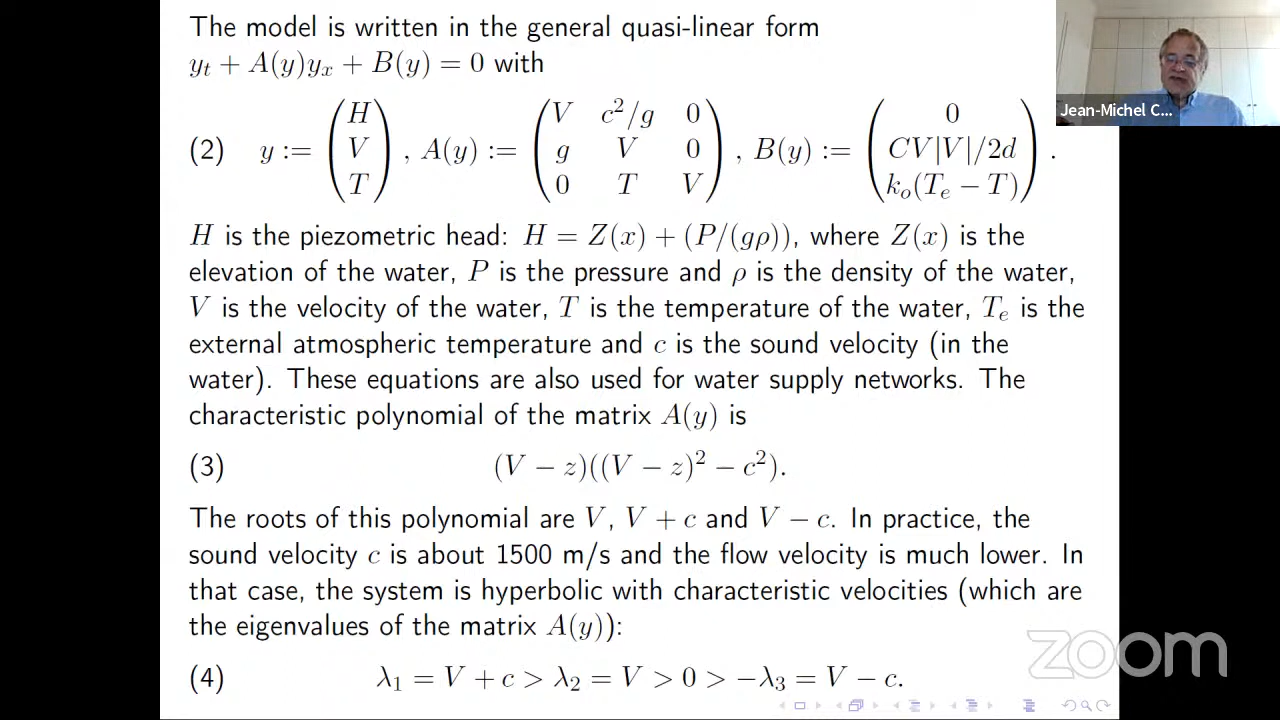 The model is written in the general quasi-linear form
y_t + A(y)y_x + B(y) = 0 with
(2) y := (H V T), A(y) := (V c²/g 0 g V 0 0 T V), B(y) := (0 CV|V|/2d k_o(T_e − T)).
H is the piezometric head: H = Z(x) + (P/(gρ)), where Z(x) is the
elevation of the water, P is the pressure and ρ is the density of the water,
V is the velocity of the water, T is the temperature of the water, T_e is the
external atmospheric temperature and c is the sound velocity (in the
water). These equations are also used for water supply networks. The
characteristic polynomial of the matrix A(y) is
(3) (V − z)((V − z)² − c²).
The roots of this polynomial are V, V + c and V − c. In practice, the
sound velocity c is about 1500 m/s and the flow velocity is much lower. In
that case, the system is hyperbolic with characteristic velocities (which are
the eigenvalues of the matrix A(y)):
(4) λ₁ = V + c > λ₂ = V > 0 > −λ₃ = V − c.
Jean-Michel C...
zoom